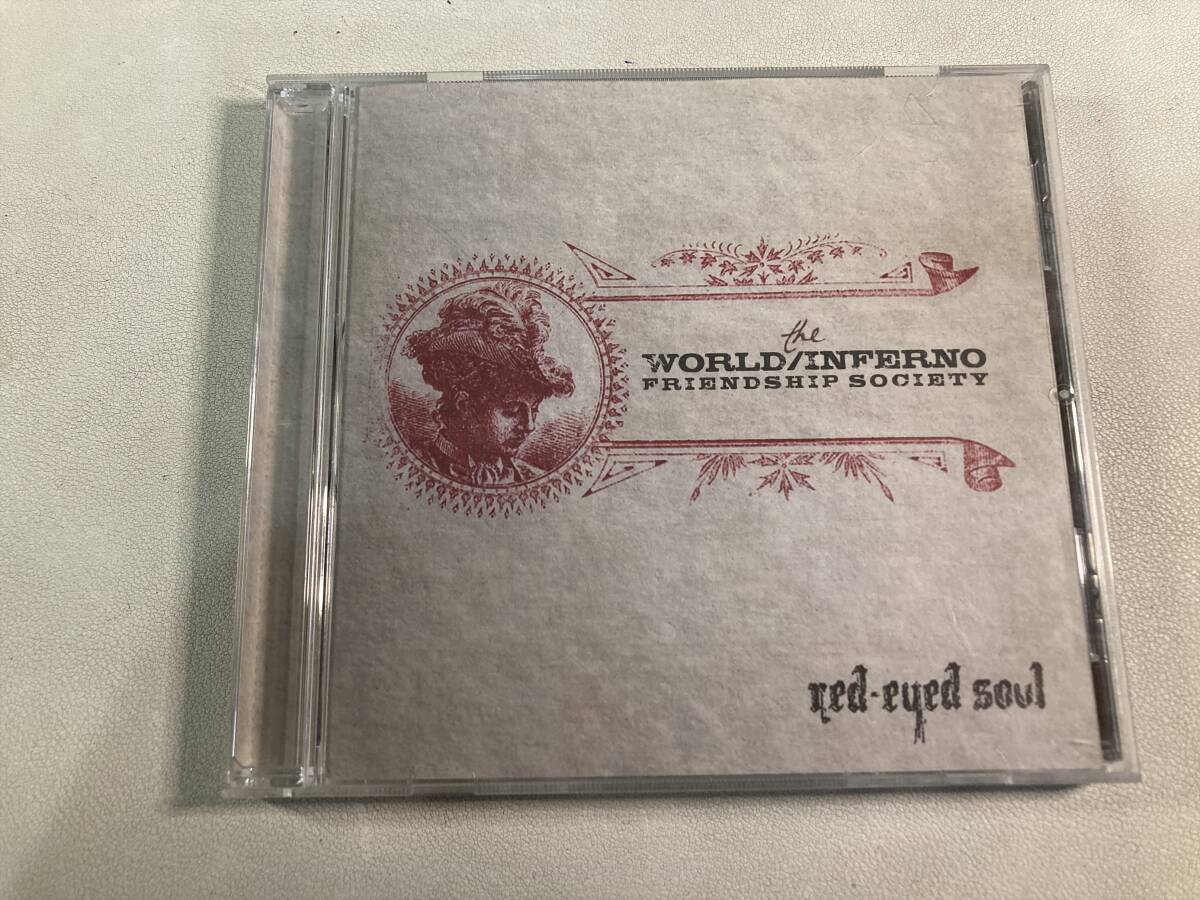 the
WORLD/INFERNO
FRIENDSHIP SOCIETY
red-eyed soul